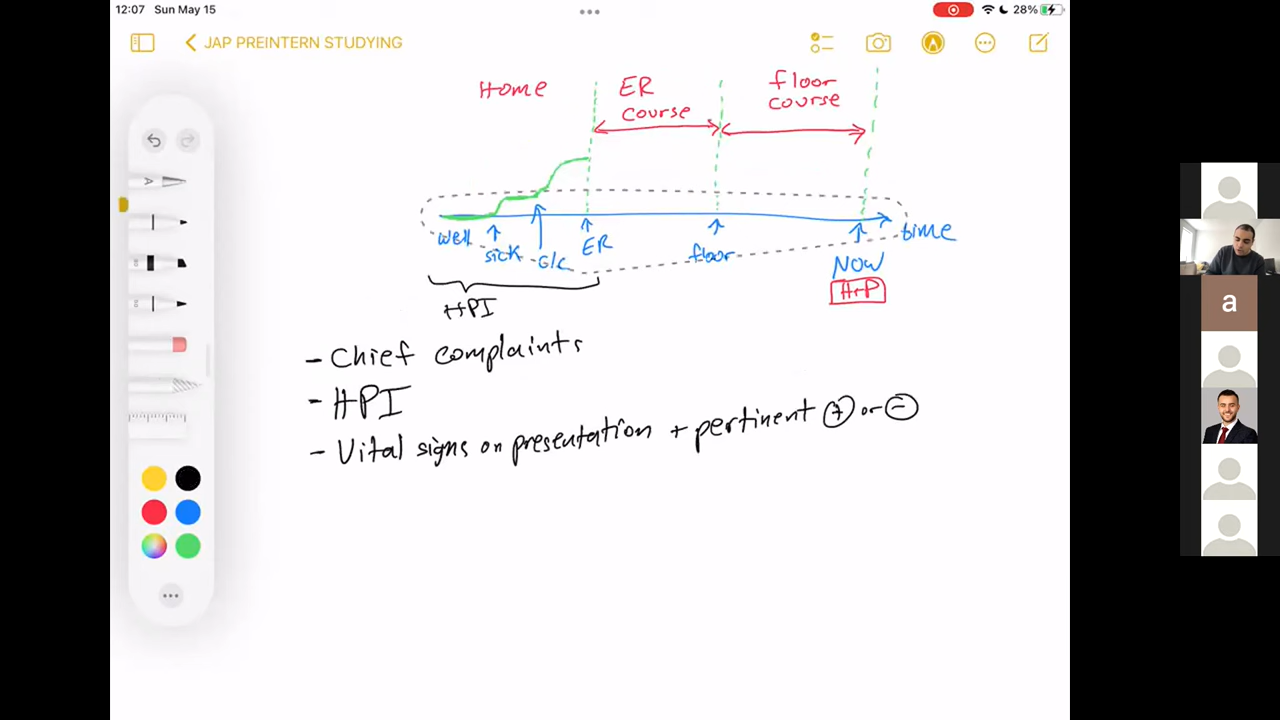 12:07 Sun May 15
28%
JAP PREINTERN STUDYING
Home
ER
course
floor
course
well
sick
c/c
ER
floor
time
NOW
H+P
HPI
- Chief complaints
- HPI
- Vital signs on presentation + pertinent + or -
A
a